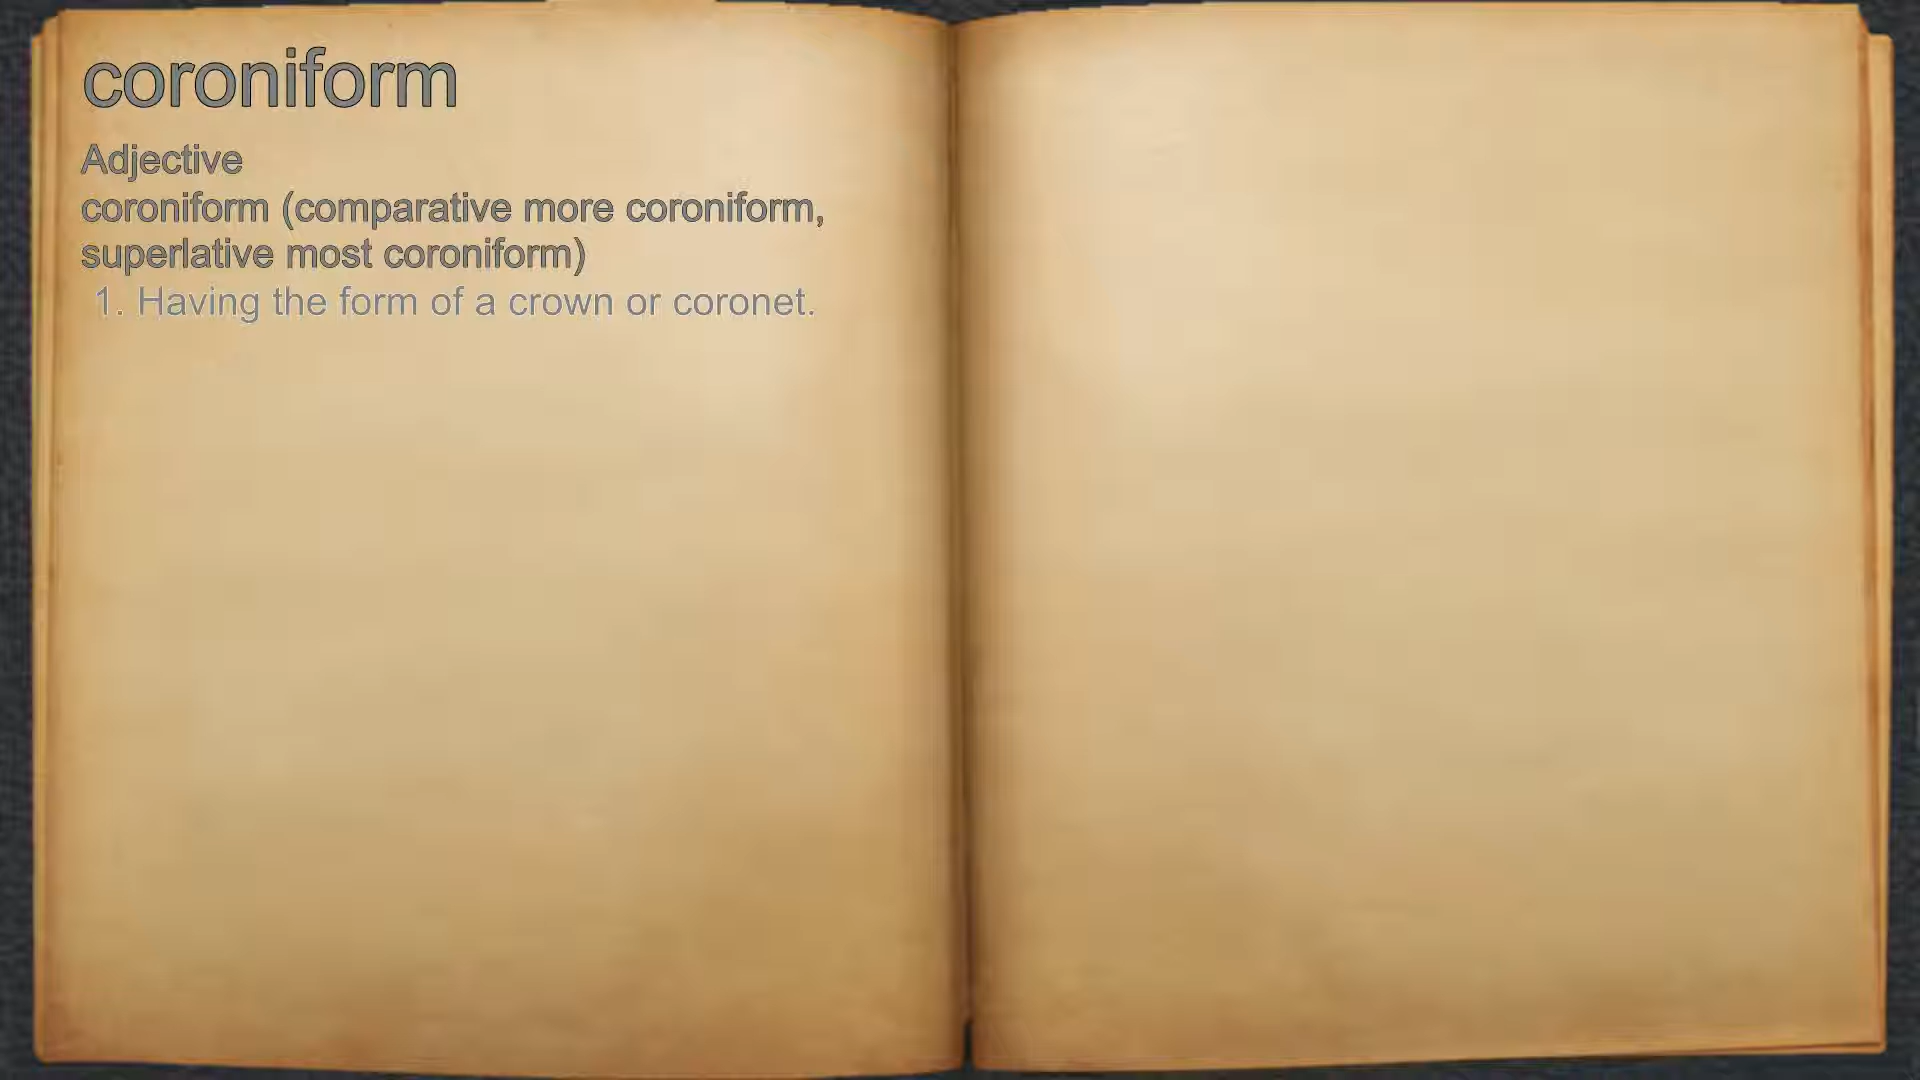 coroniform
Adjective
coroniform (comparative more coroniform,
superlative most coroniform)
1. Having the form of a crown or coronet.